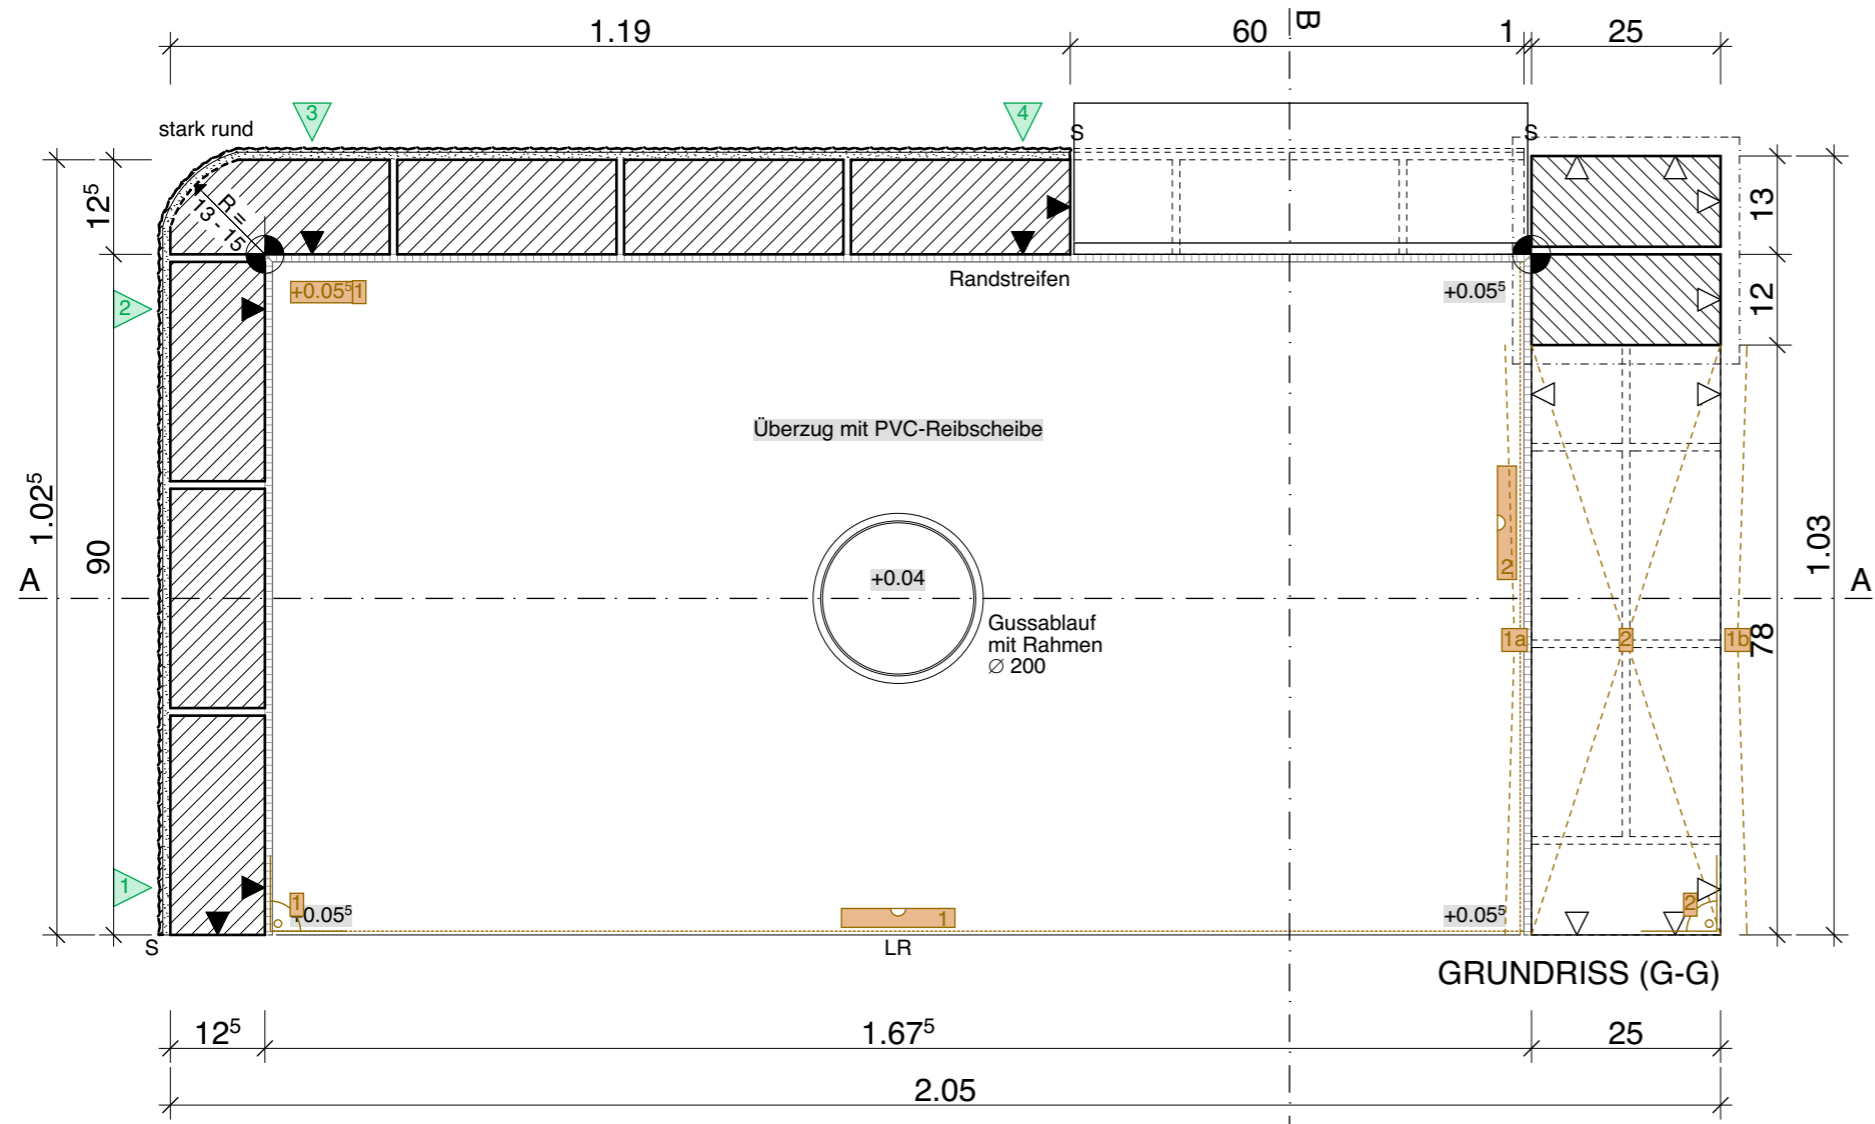 1.19
60
B
1
25
3
4
stark rund
S
S
12⁵
R =
13 - 15
13
Randstreifen
+0.05⁵
1
+0.05⁵
12
2
Überzug mit PVC-Reibscheibe
1.02⁵
90
2
1.03
A
+0.04
A
Gussablauf
mit Rahmen
∅ 200
1a
2
1b
78
1
1
+0.05⁵
1
+0.05⁵
2
S
LR
GRUNDRISS (G-G)
12⁵
1.67⁵
25
2.05